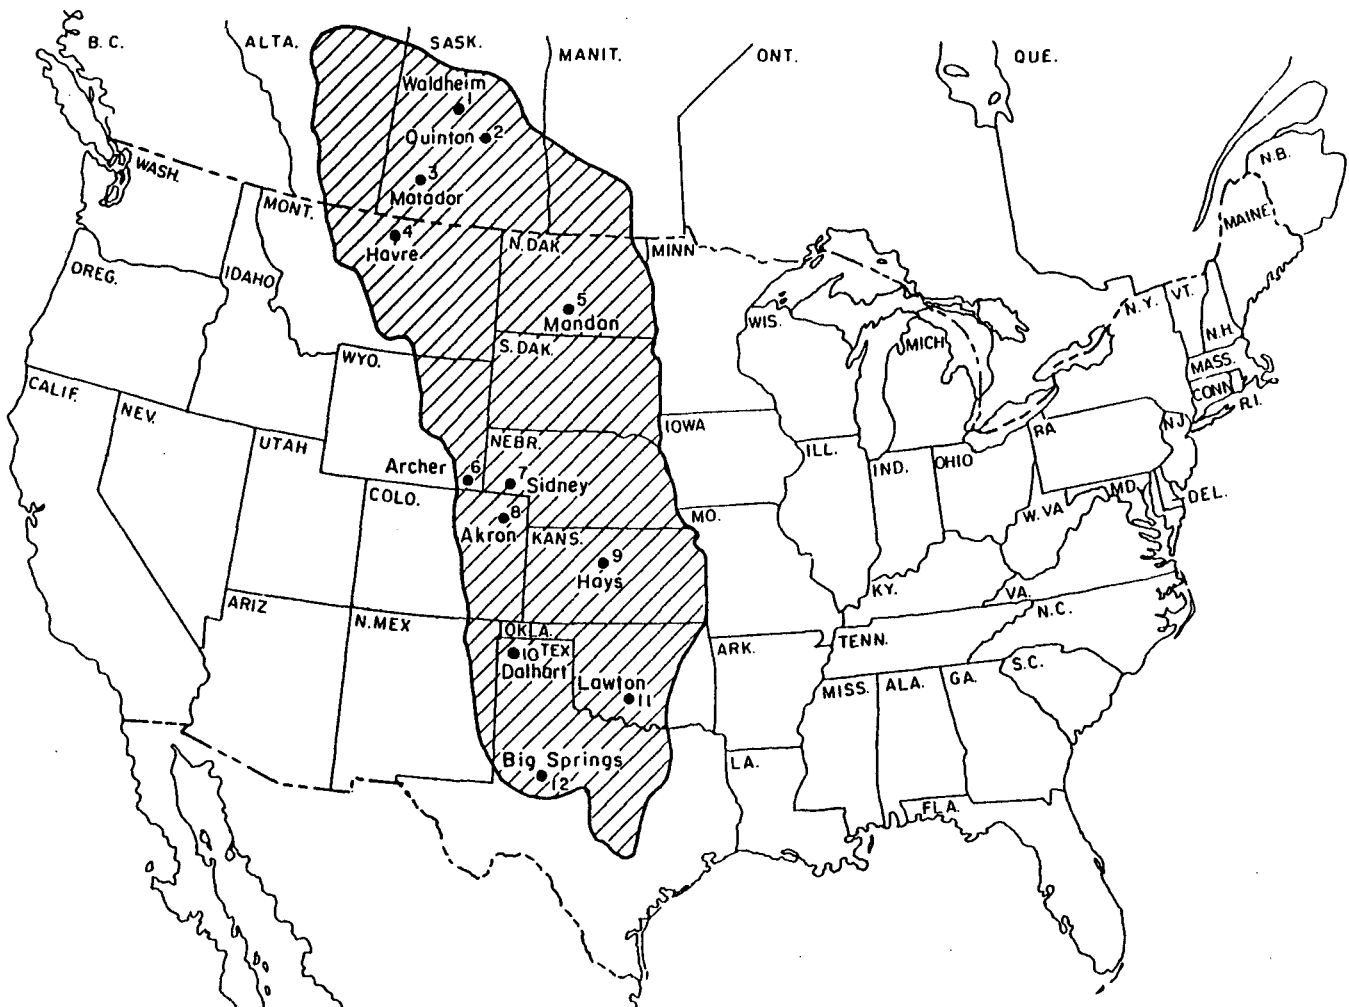 B.C.
ALTA.
SASK.
MANIT.
ONT.
QUE.
Waldheim
1
Quinton 2
N.B.
WASH.
3
Matador
MONT.
MAINE
4
Havre
N.DAK.
MINN
OREG.
IDAHO
5
Mandan
WIS.
MICH
N.Y.
VT.
N.H.
S.DAK.
WYO.
MASS.
CONN
R.I.
CALIF.
NEV.
UTAH
NEBR.
IOWA
ILL.
IND.
OHIO
RA
NJ
Archer 6
7
Sidney
COLO.
8
Akron
MO.
W.VA
MD.
DEL.
KANS.
9
Hays
KY.
VA.
N.C.
ARIZ
N.MEX
OKLA.
TEX
10
Dalhart
ARK.
TENN.
S.C.
Lawton
11
MISS.
ALA.
GA.
Big Springs
12
LA.
FLA.